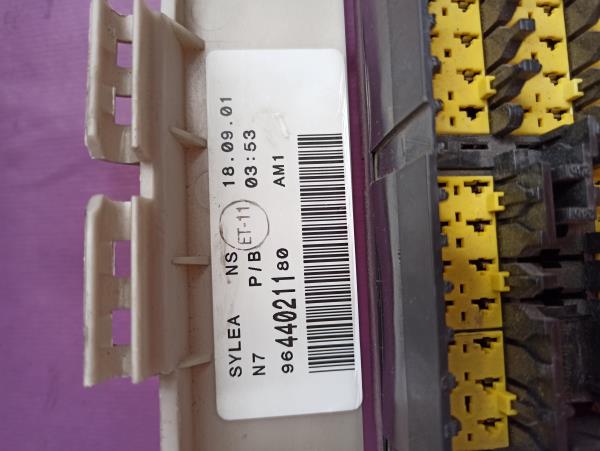 SYLEA NS 18.09.01
N7 P/B ET-11 03:53
9644021180 AM1